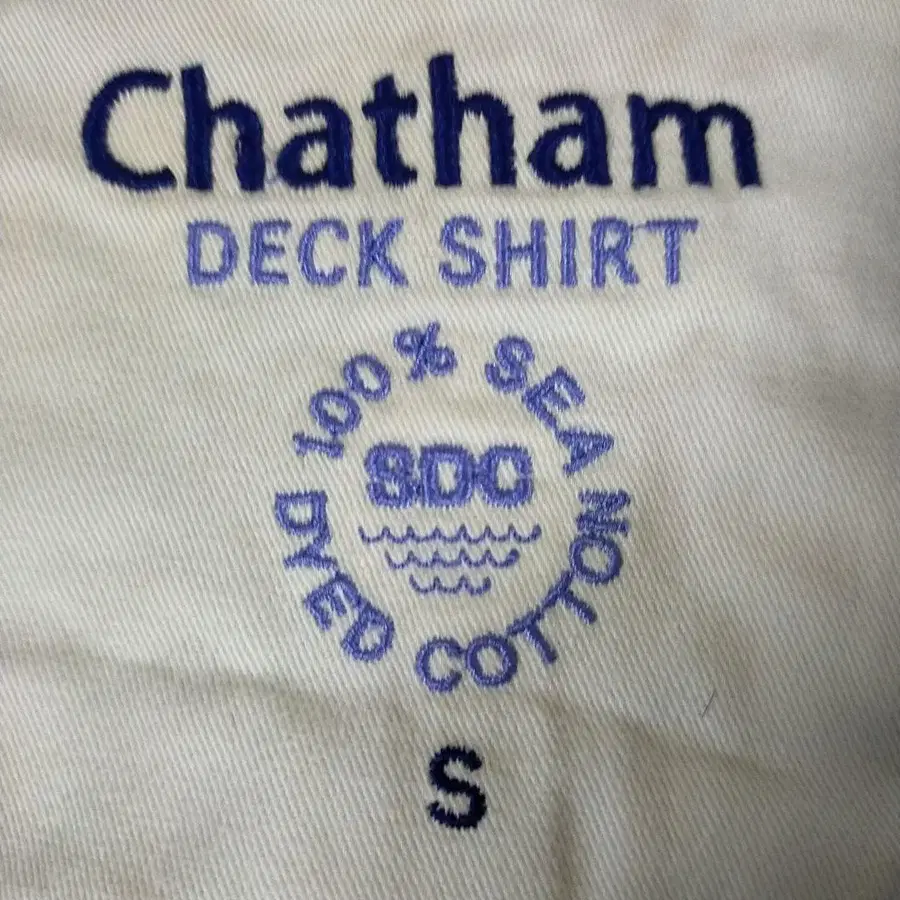 Chatham
DECK SHIRT
100% SEA DYED COTTON
SDC
S